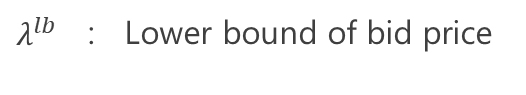 λ^{lb} : Lower bound of bid price